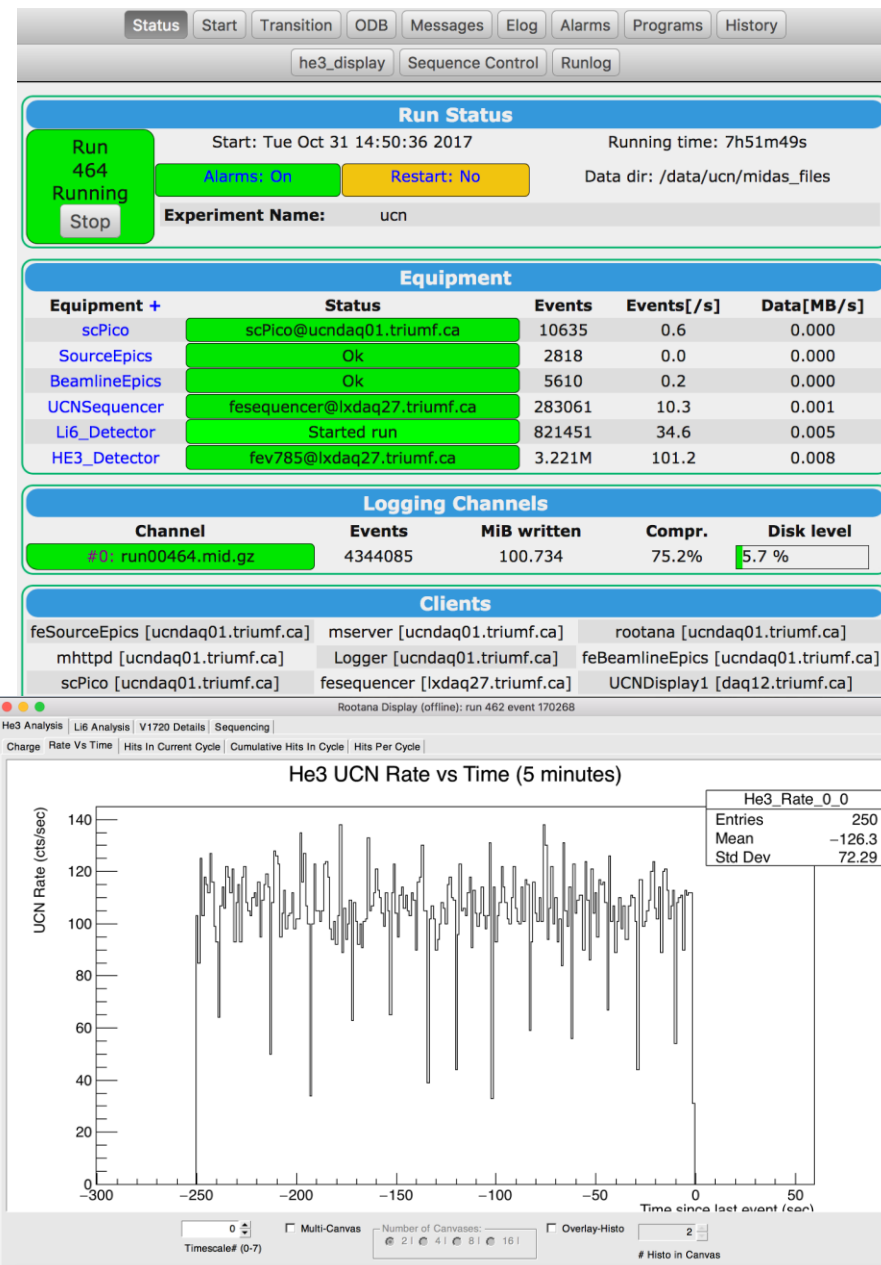 Status Start Transition ODB Messages Elog Alarms Programs History
he3_display Sequence Control Runlog
Run Status
Run 464 Running
Stop
Start: Tue Oct 31 14:50:36 2017 Running time: 7h51m49s
Alarms: On Restart: No Data dir: /data/ucn/midas_files
Experiment Name: ucn
Equipment
Equipment + Status Events Events[/s] Data[MB/s]
scPico scPico@ucndaq01.triumf.ca 10635 0.6 0.000
SourceEpics Ok 2818 0.0 0.000
BeamlineEpics Ok 5610 0.2 0.000
UCNSequencer fesequencer@lxdaq27.triumf.ca 283061 10.3 0.001
Li6_Detector Started run 821451 34.6 0.005
HE3_Detector fev785@lxdaq27.triumf.ca 3.221M 101.2 0.008
Logging Channels
Channel Events MiB written Compr. Disk level
#0: run00464.mid.gz 4344085 100.734 75.2% 5.7 %
Clients
feSourceEpics [ucndaq01.triumf.ca] mserver [ucndaq01.triumf.ca] rootana [ucndaq01.triumf.ca]
mhttpd [ucndaq01.triumf.ca] Logger [ucndaq01.triumf.ca] feBeamlineEpics [ucndaq01.triumf.ca]
scPico [ucndaq01.triumf.ca] fesequencer [lxdaq27.triumf.ca] UCNDisplay1 [daq12.triumf.ca]
Rootana Display (offline): run 462 event 170268
He3 Analysis Li6 Analysis V1720 Details Sequencing
Charge Rate Vs Time Hits In Current Cycle Cumulative Hits In Cycle Hits Per Cycle
He3 UCN Rate vs Time (5 minutes)
He3_Rate_0_0
Entries 250
Mean −126.3
Std Dev 72.29
UCN Rate (cts/sec)
140
120
100
80
60
40
20
0
−300 −250 −200 −150 −100 −50 0 50
Time since last event (sec)
0 Multi-Canvas Number of Canvases: Overlay-Histo 2
2 4 8 16
Timescale# (0-7) # Histo in Canvas